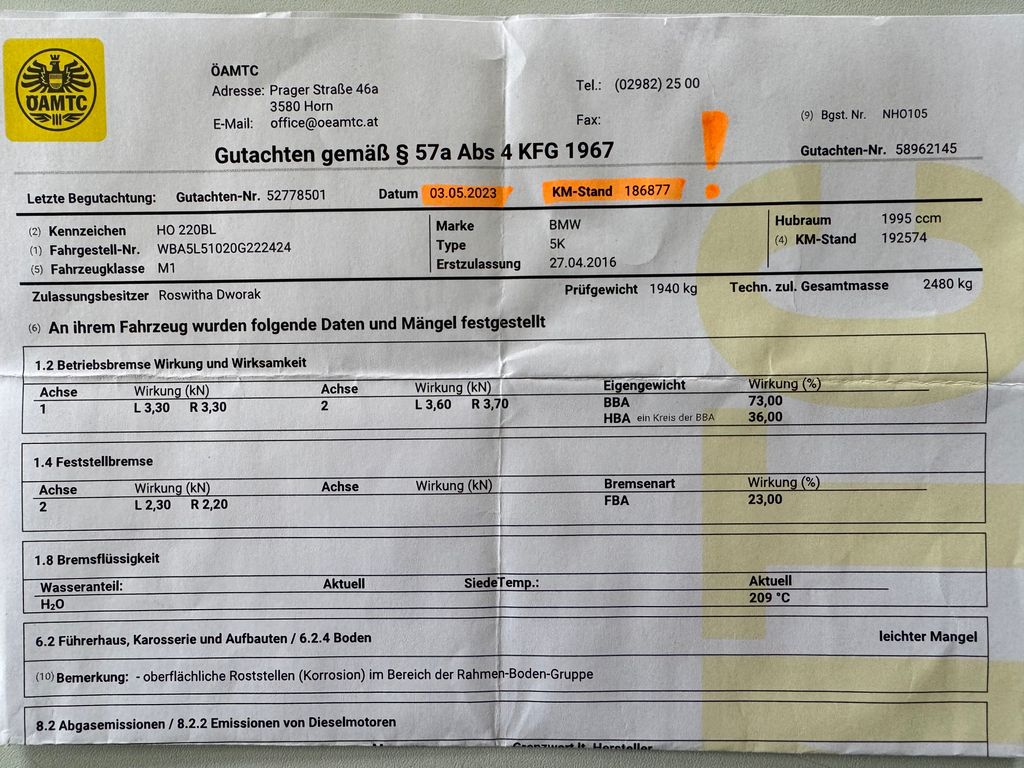 ÖAMTC
ÖAMTC
Adresse: Prager Straße 46a
3580 Horn
E-Mail: office@oeamtc.at
Tel.: (02982) 25 00
Fax:
!
(9) Bgst. Nr. NHO105
Gutachten gemäß § 57a Abs 4 KFG 1967
Gutachten-Nr. 58962145
Letzte Begutachtung: Gutachten-Nr. 52778501 Datum 03.05.2023 KM-Stand 186877
(2) Kennzeichen HO 220BL
(1) Fahrgestell-Nr. WBA5L51020G222424
(5) Fahrzeugklasse M1
Marke BMW
Type 5K
Erstzulassung 27.04.2016
Hubraum 1995 ccm
(4) KM-Stand 192574
Zulassungsbesitzer Roswitha Dworak Prüfgewicht 1940 kg Techn. zul. Gesamtmasse 2480 kg
(6) An ihrem Fahrzeug wurden folgende Daten und Mängel festgestellt
1.2 Betriebsbremse Wirkung und Wirksamkeit
Achse Wirkung (kN) Achse Wirkung (kN) Eigengewicht Wirkung (%)
1 L 3,30 R 3,30 2 L 3,60 R 3,70 BBA 73,00
HBA ein Kreis der BBA 36,00
1.4 Feststellbremse
Achse Wirkung (kN) Achse Wirkung (kN) Bremsenart Wirkung (%)
2 L 2,30 R 2,20 FBA 23,00
1.8 Bremsflüssigkeit
Wasseranteil: Aktuell SiedeTemp.: Aktuell
H₂O 209 °C
6.2 Führerhaus, Karosserie und Aufbauten / 6.2.4 Boden leichter Mangel
(10) Bemerkung: - oberflächliche Roststellen (Korrosion) im Bereich der Rahmen-Boden-Gruppe
8.2 Abgasemissionen / 8.2.2 Emissionen von Dieselmotoren
Grenzwert lt. Hersteller